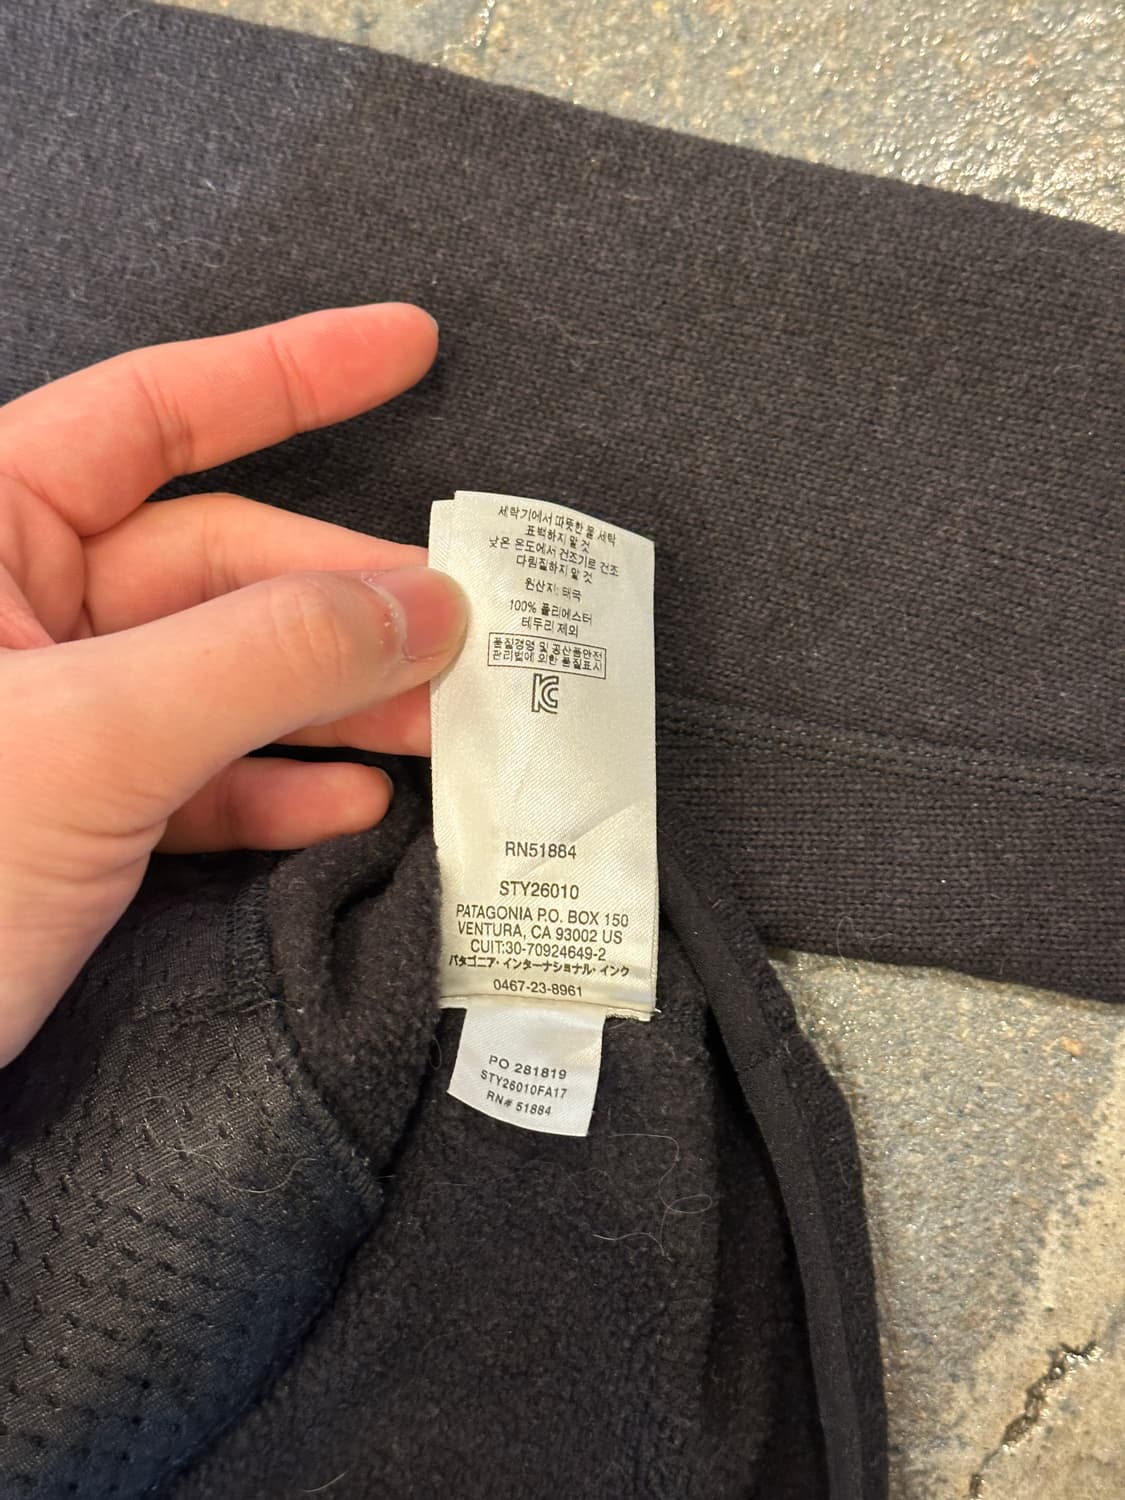 세탁기에서 따뜻한 물 세탁
표백하지 말 것
낮은 온도에서 건조기로 건조
다림질하지 말 것
원산지: 태국
100% 폴리에스터
테두리 제외
품질경영 및 공산품안전
관리법에 의한 품질표시
KC
RN51884
STY26010
PATAGONIA P.O. BOX 150
VENTURA, CA 93002 US
CUIT:30-70924649-2
パタゴニア・インターナショナル・インク
0467-23-8961
PO 281819
STY26010FA17
RN# 51884